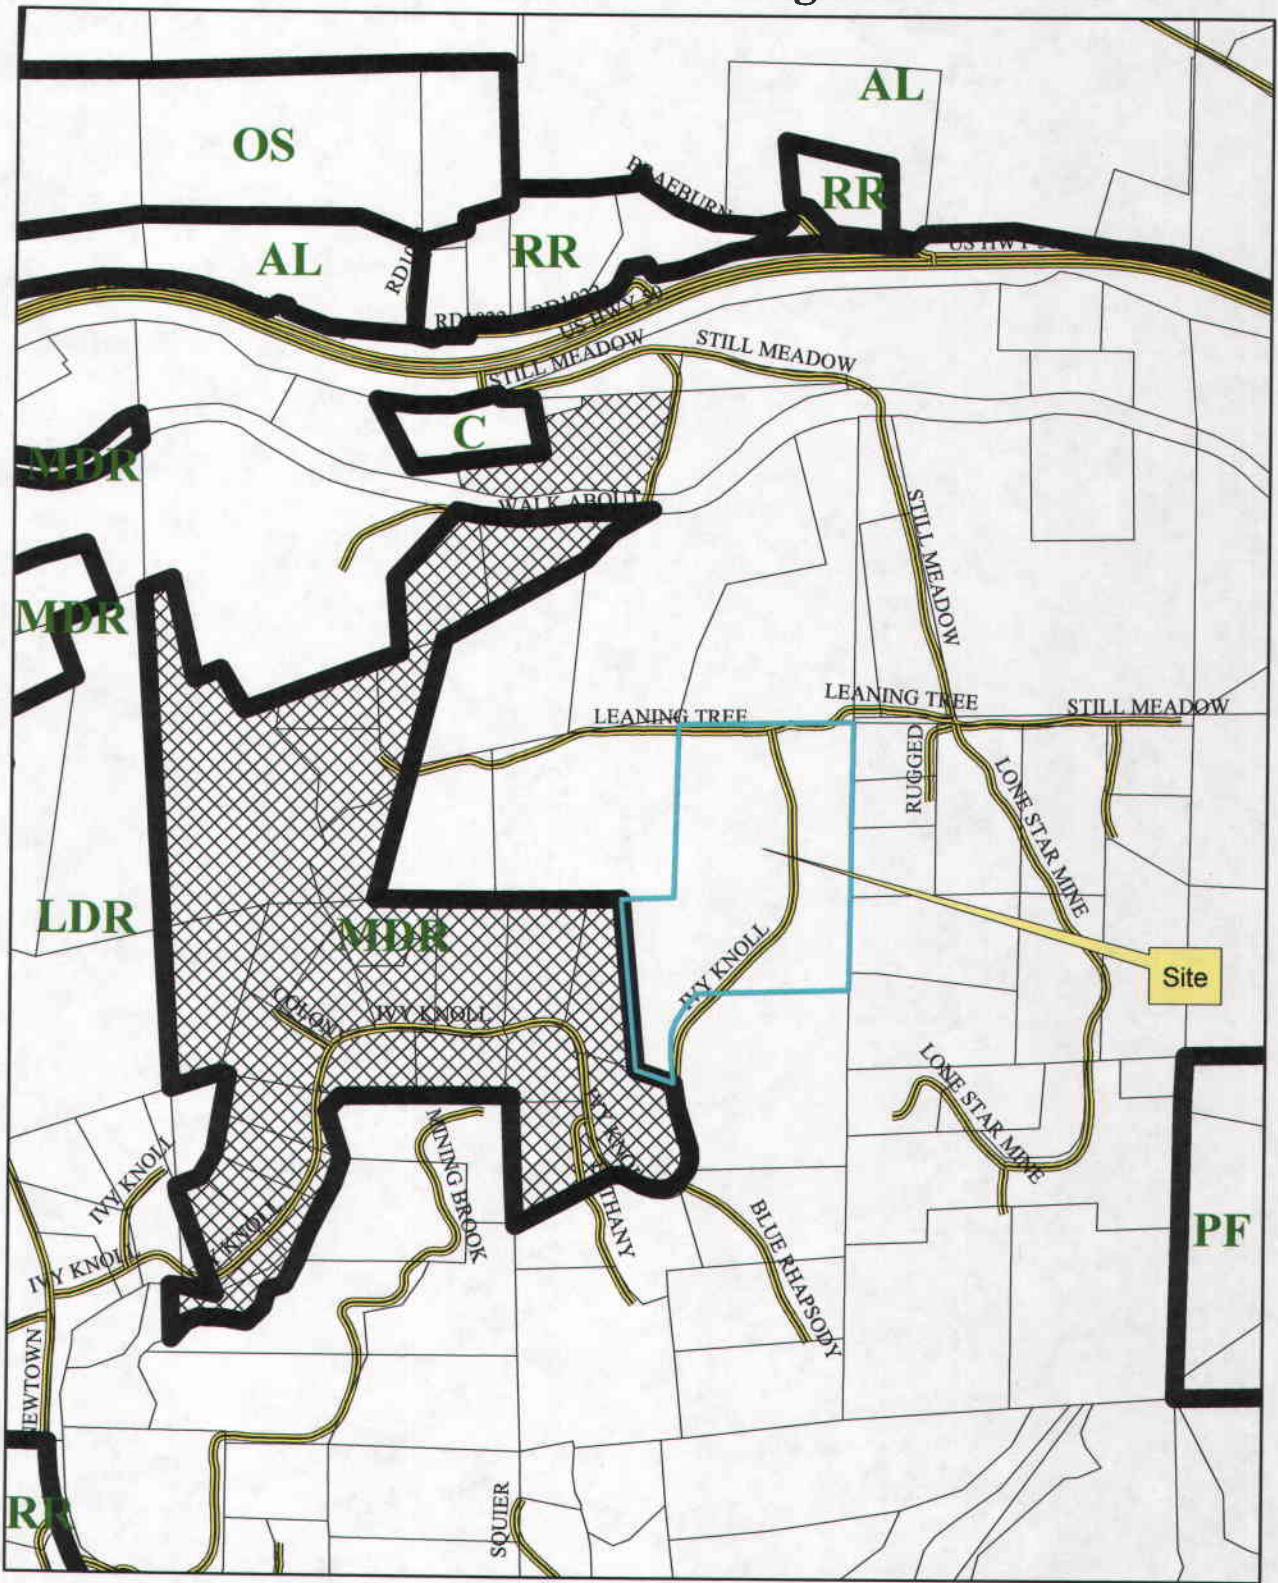 AL
OS
BRAEBURN
RR
RR
AL
US HWY 50
STILL MEADOW
STILL MEADOW
C
MDR
WALK ABOUT
STILL MEADOW
MDR
LEANING TREE
LEANING TREE
STILL MEADOW
RUGGED
LONE STAR MINE
LDR
MDR
IVY KNOLL
Site
IVY KNOLL
LONE STAR MINE
MINING BROOK
IVY KNOLL
BLUE RHAPSODY
PF
IVY KNOLL
NEWTOWN
RR
SQUIER